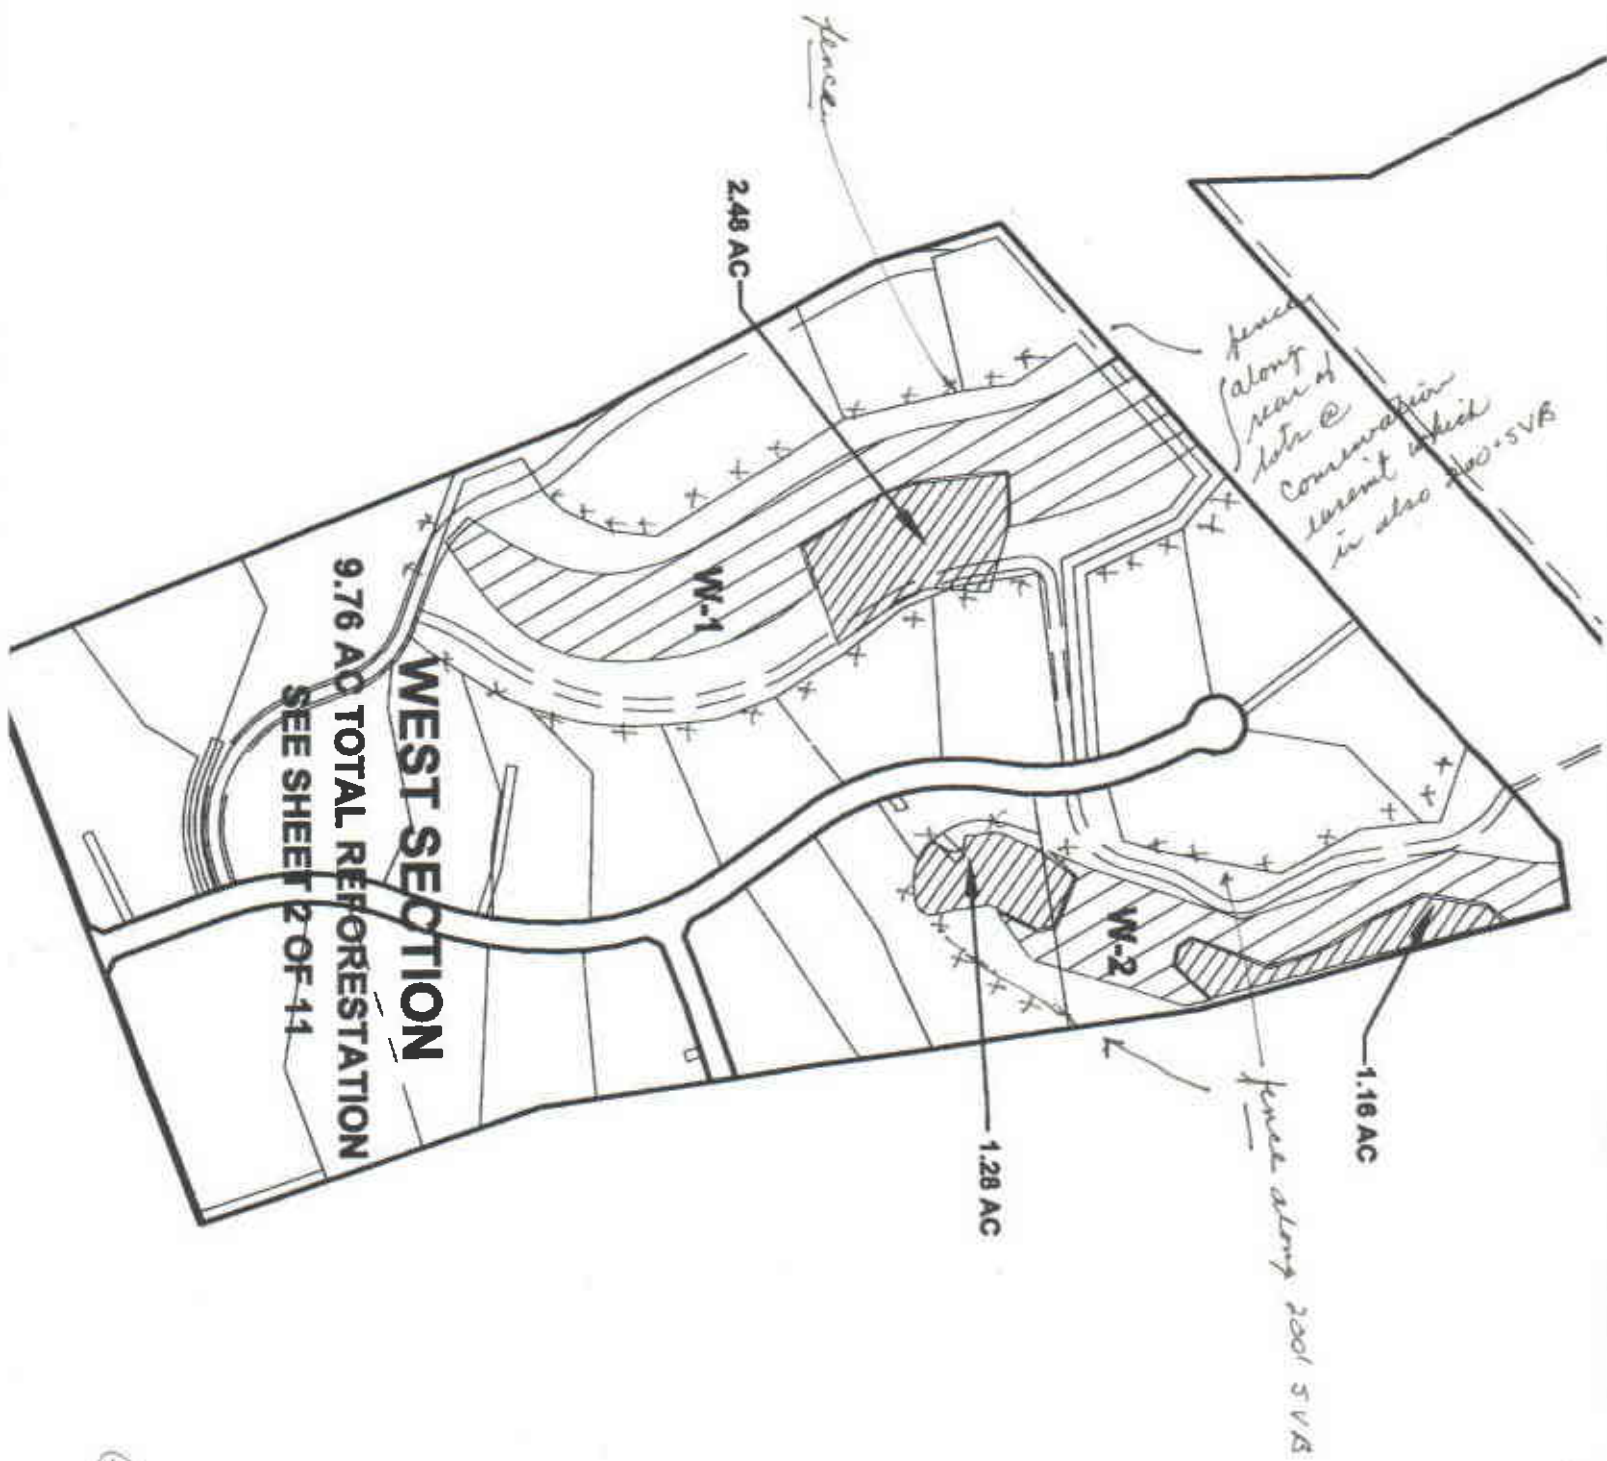 fence
2.48 AC
fence
along
rear of
lots @
conservation
easemt which
is also 200' SVB
W-1
WEST SECTION
9.76 AC TOTAL REFORESTATION
SEE SHEET 2 OF 11
W-2
1.16 AC
1.28 AC
fence along 200' SVB